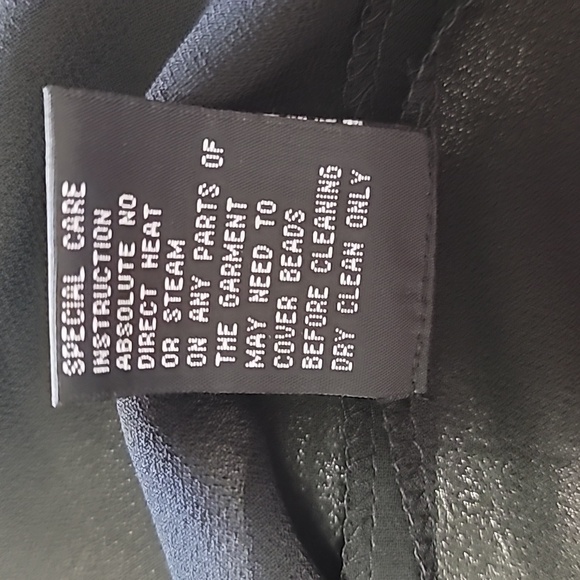 SPECIAL CARE
INSTRUCTION
ABSOLUTE NO
DIRECT HEAT
OR STEAM
ON ANY PARTS OF
THE GARMENT
MAY NEED TO
COVER BEADS
BEFORE CLEANING
DRY CLEAN ONLY